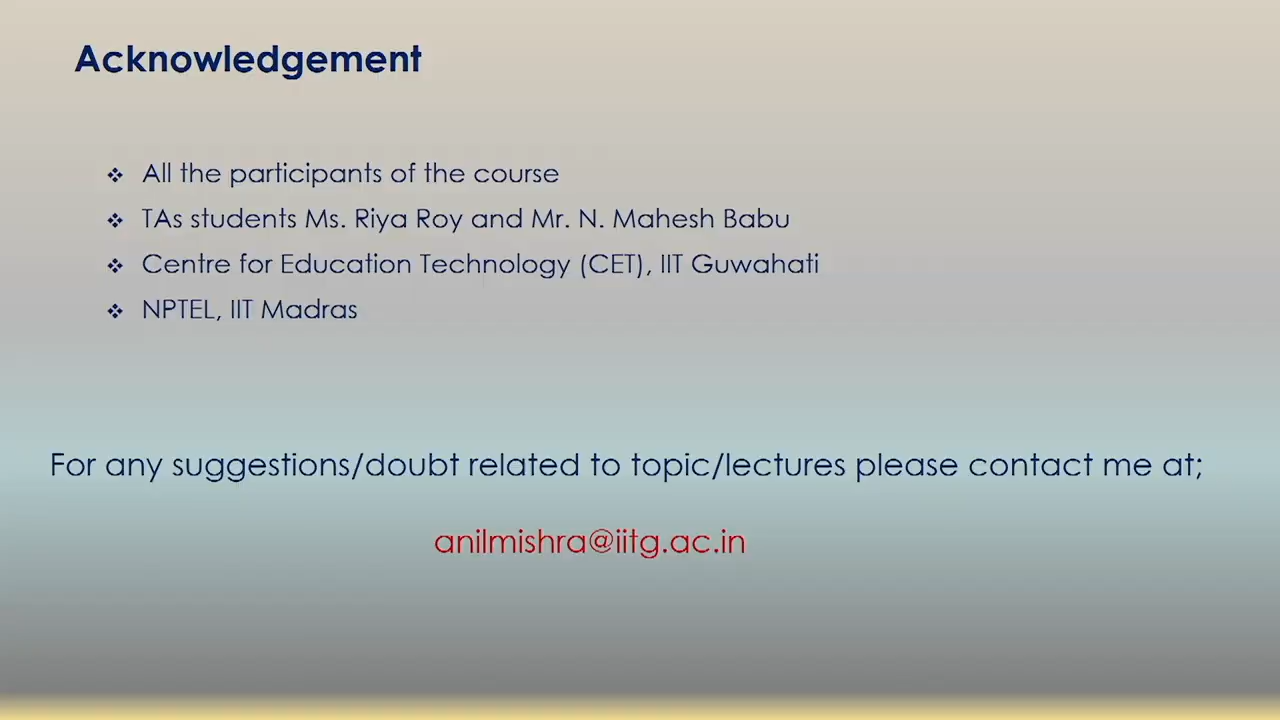 Acknowledgement
❖ All the participants of the course
❖ TAs students Ms. Riya Roy and Mr. N. Mahesh Babu
❖ Centre for Education Technology (CET), IIT Guwahati
❖ NPTEL, IIT Madras
For any suggestions/doubt related to topic/lectures please contact me at;
anilmishra@iitg.ac.in